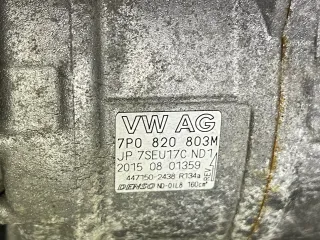 VW AG
7P0 820 803M
JP 7SEU17C ND1
2015 08 01359
447150-2438 R134a
DENSO ND-OIL8 160cm³